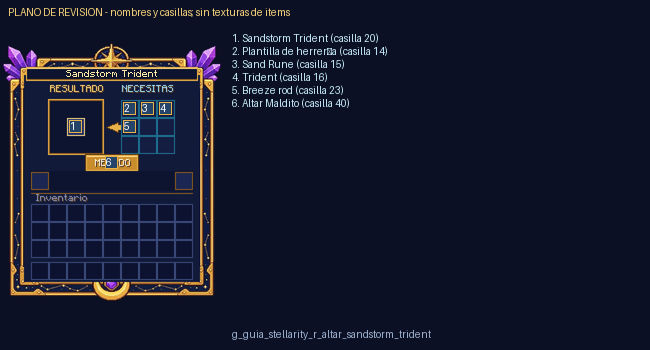 PLANO DE REVISION - nombres y casillas; sin texturas de items
Sandstorm Trident
RESULTADO
NECESITAS
1
2 3 4
5
6
Inventario
1. Sandstorm Trident (casilla 20)
2. Plantilla de herrer□a (casilla 14)
3. Sand Rune (casilla 15)
4. Trident (casilla 16)
5. Breeze rod (casilla 23)
6. Altar Maldito (casilla 40)
g_guia_stellarity_r_altar_sandstorm_trident